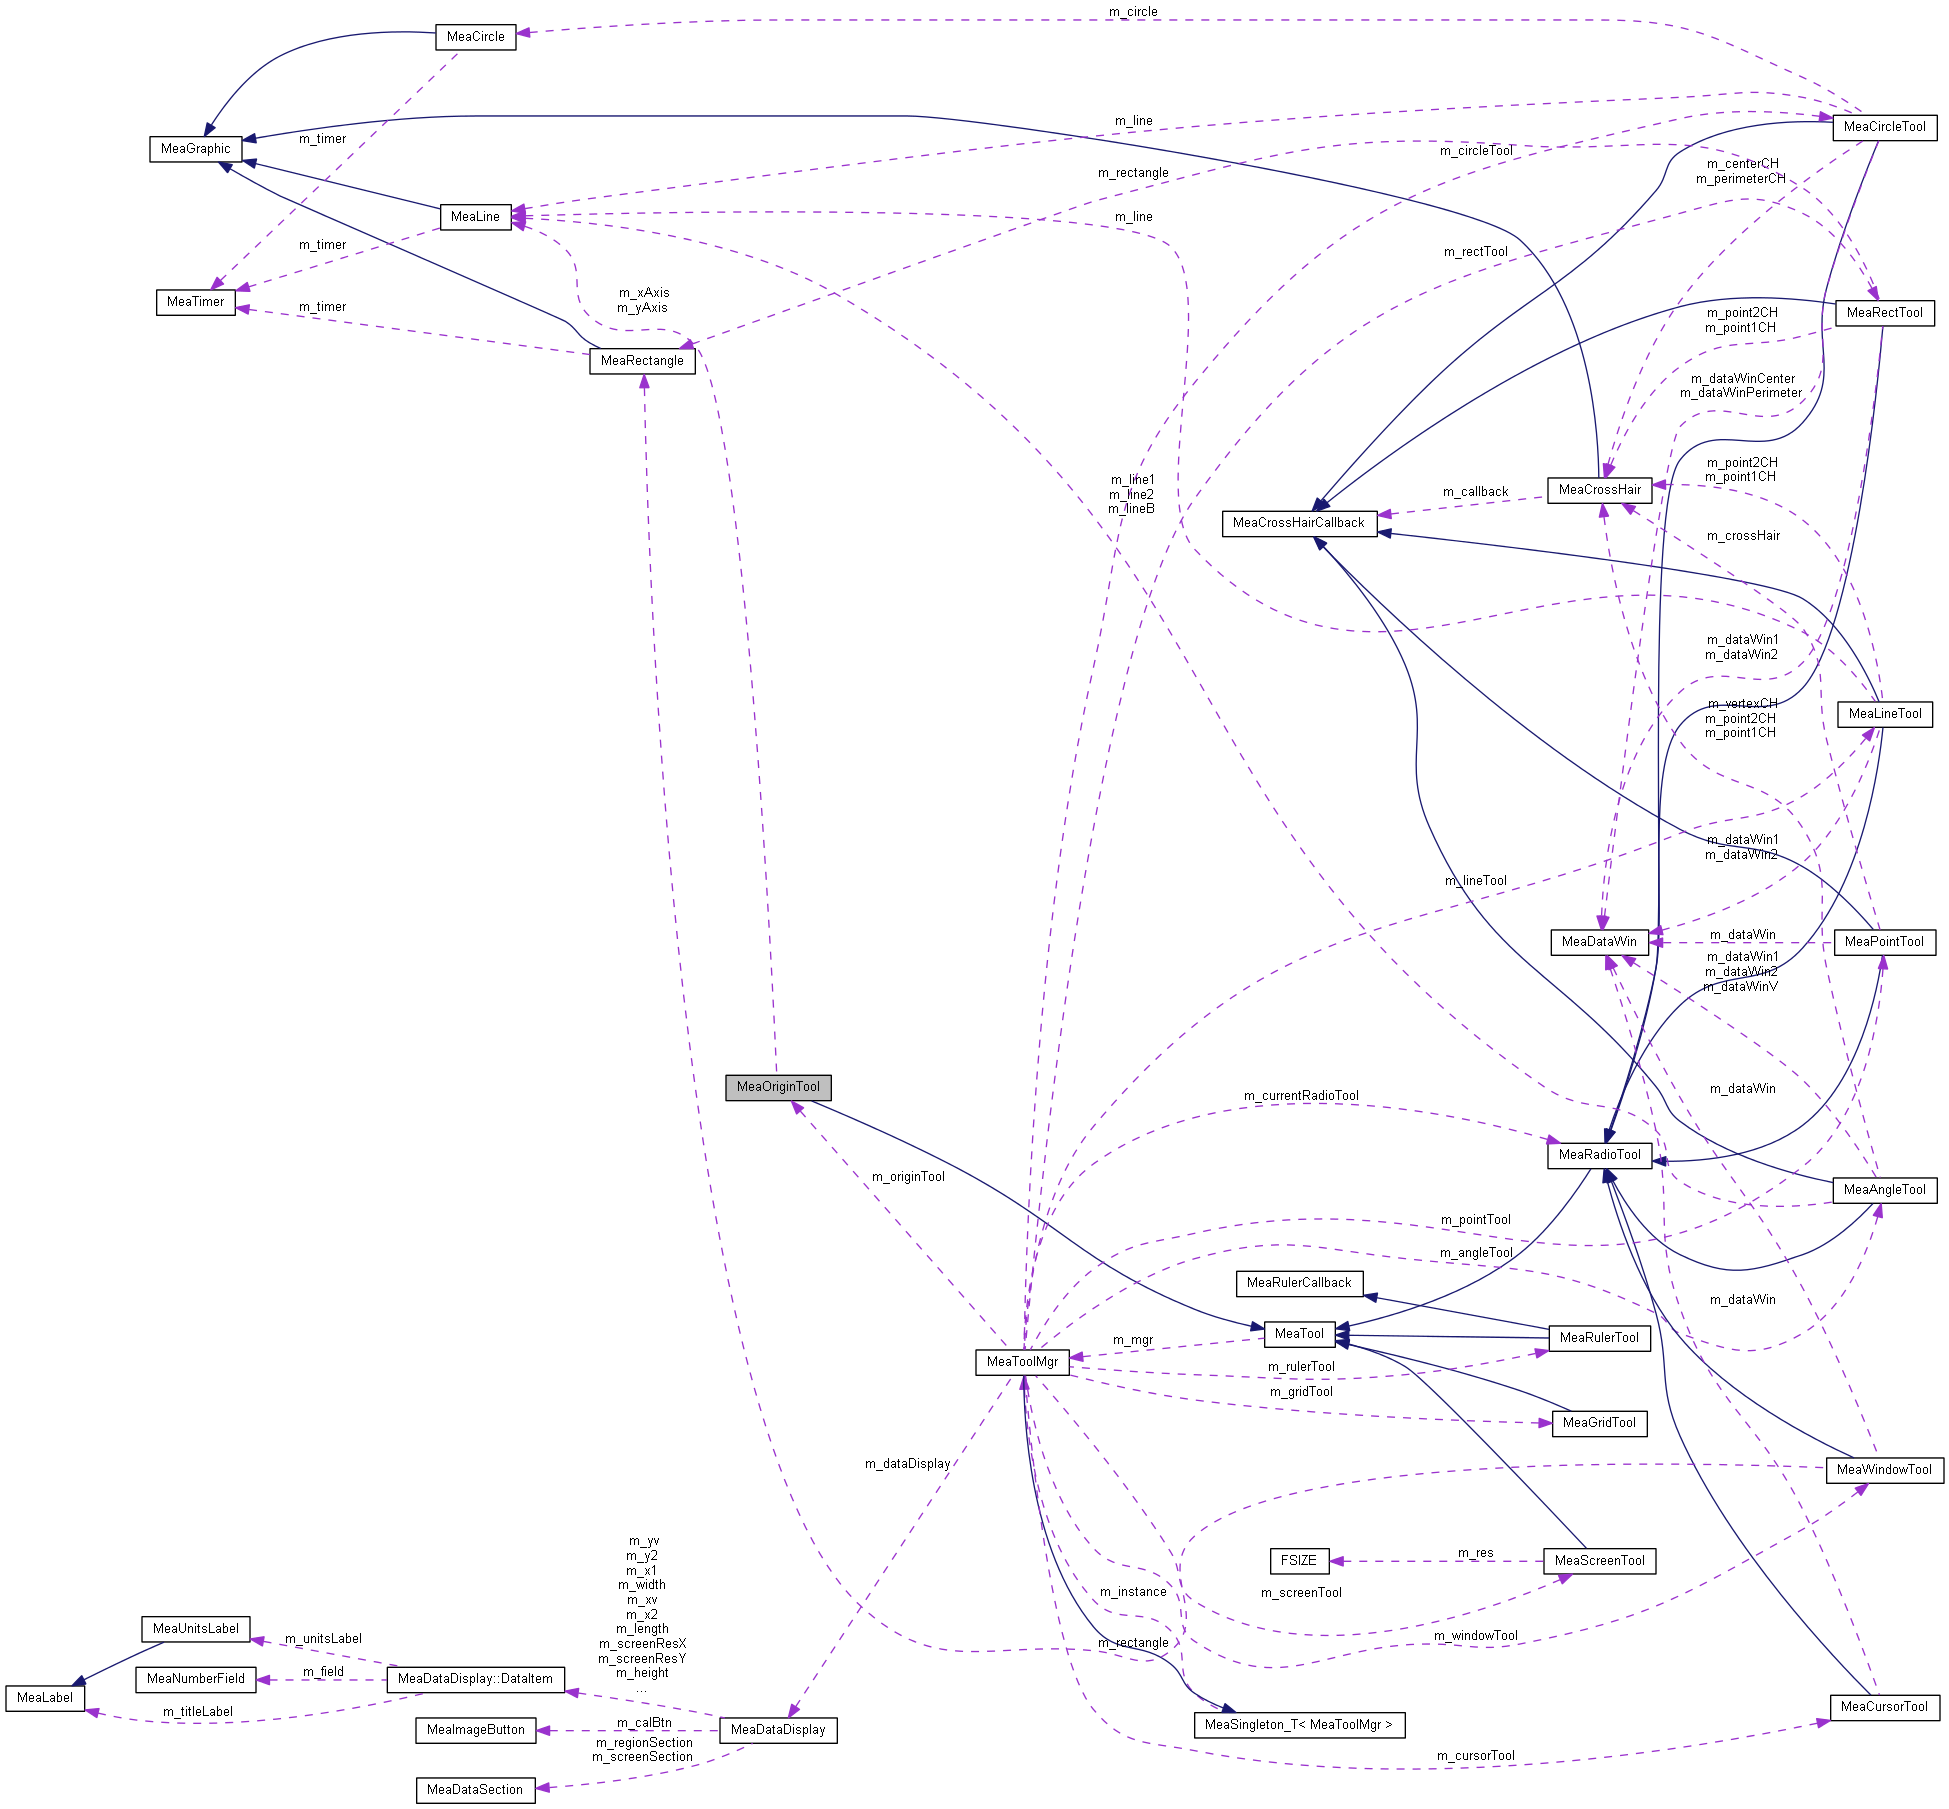 m_circle
MeaCircle
m_line
MeaCircleTool
m_timer
MeaGraphic
m_circleTool
m_centerCH
m_perimeterCH
m_rectangle
MeaLine
m_line
m_timer
m_rectTool
MeaTimer
m_xAxis
m_yAxis
m_timer
m_point2CH
m_point1CH
MeaRectTool
MeaRectangle
m_dataWinCenter
m_dataWinPerimeter
m_point2CH
m_point1CH
m_line1
m_line2
m_lineB
m_callback
MeaCrossHair
MeaCrossHairCallback
m_crossHair
m_dataWin1
m_dataWin2
m_vertexCH
m_point2CH
m_point1CH
MeaLineTool
m_dataWin1
m_dataWin2
m_lineTool
m_dataWin
MeaDataWin
MeaPointTool
m_dataWin1
m_dataWin2
m_dataWinV
MeaOriginTool
m_currentRadioTool
m_dataWin
MeaRadioTool
m_originTool
MeaAngleTool
m_pointTool
m_angleTool
MeaRulerCallback
m_dataWin
m_mgr
MeaTool
MeaRulerTool
MeaToolMgr
m_rulerTool
m_gridTool
MeaGridTool
m_dataDisplay
MeaWindowTool
m_yv
m_y2
m_x1
m_width
m_xv
m_x2
m_length
m_screenResX
m_screenResY
m_height
...
FSIZE
m_res
MeaScreenTool
m_instance
m_screenTool
MeaUnitsLabel
m_unitsLabel
m_rectangle
m_windowTool
MeaNumberField
m_field
MeaDataDisplay::DataItem
MeaLabel
m_titleLabel
MeaCursorTool
MeaImageButton
m_calBtn
MeaDataDisplay
MeaSingleton_T< MeaToolMgr >
m_regionSection
m_screenSection
m_cursorTool
MeaDataSection